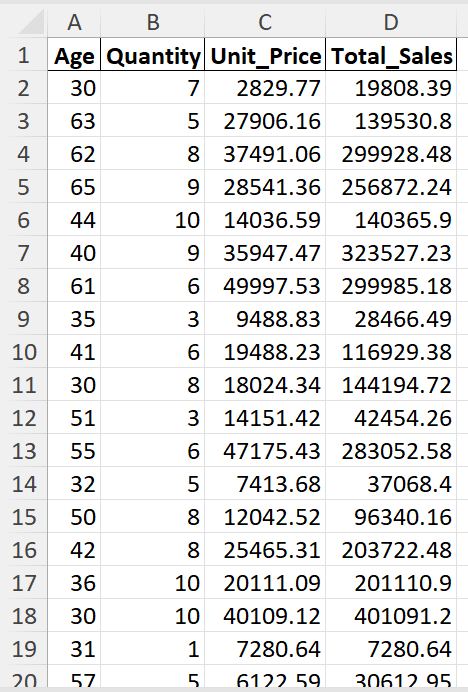 A B C D
1 Age Quantity Unit_Price Total_Sales
2 30 7 2829.77 19808.39
3 63 5 27906.16 139530.8
4 62 8 37491.06 299928.48
5 65 9 28541.36 256872.24
6 44 10 14036.59 140365.9
7 40 9 35947.47 323527.23
8 61 6 49997.53 299985.18
9 35 3 9488.83 28466.49
10 41 6 19488.23 116929.38
11 30 8 18024.34 144194.72
12 51 3 14151.42 42454.26
13 55 6 47175.43 283052.58
14 32 5 7413.68 37068.4
15 50 8 12042.52 96340.16
16 42 8 25465.31 203722.48
17 36 10 20111.09 201110.9
18 30 10 40109.12 401091.2
19 31 1 7280.64 7280.64
20 57 5 6122.59 30612.95